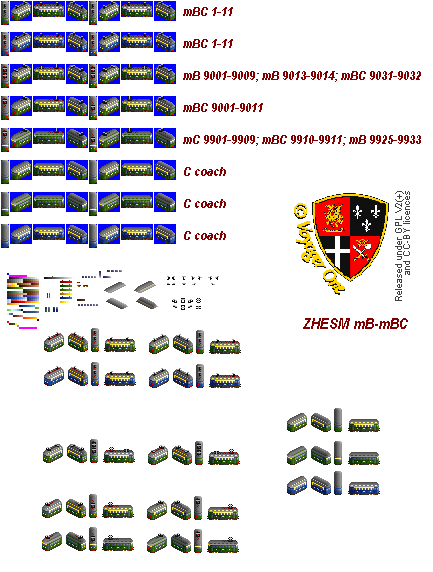 mBC 1-11
mBC 1-11
mB 9001-9009; mB 9013-9014; mBC 9031-9032
mBC 9001-9011
mC 9901-9909; mBC 9910-9911; mB 9925-9933
C coach
C coach
C coach
© Voyager One
Released under GPL V2(+)
and CC-BY licences
ZHESM mB-mBC